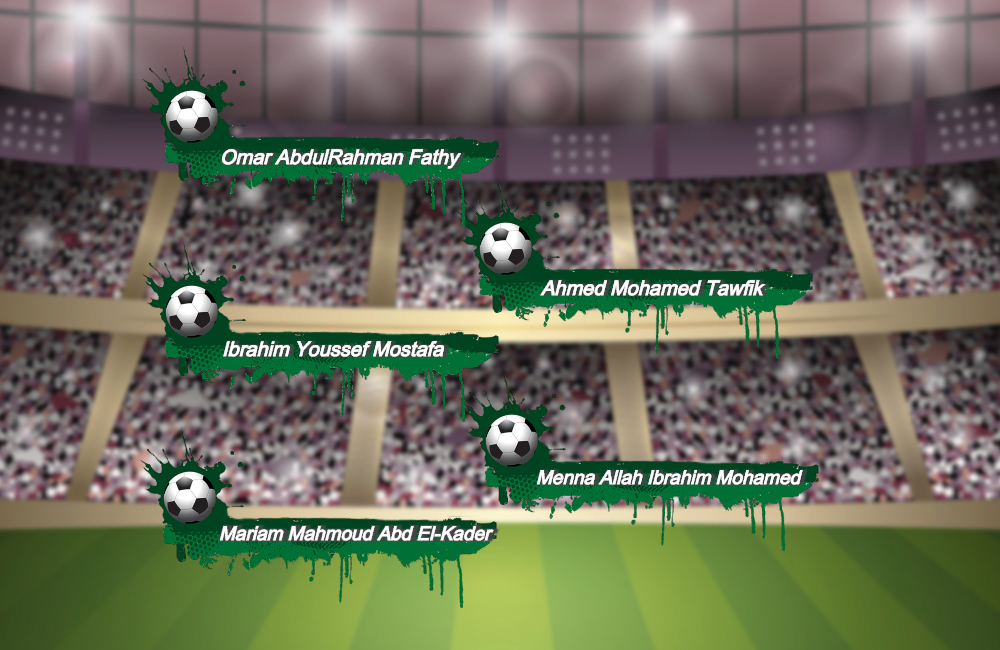 Omar AbdulRahman Fathy
Ahmed Mohamed Tawfik
Ibrahim Youssef Mostafa
Menna Allah Ibrahim Mohamed
Mariam Mahmoud Abd El-Kader